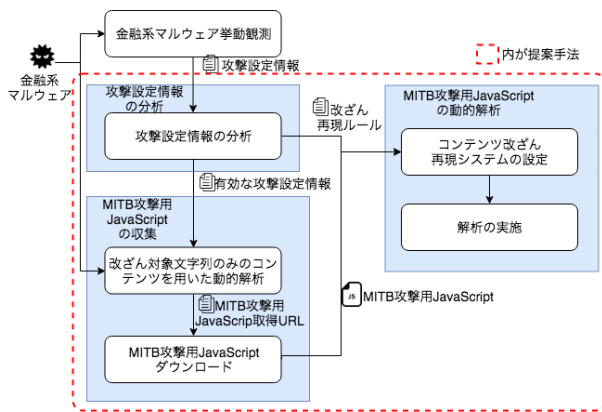 金融系マルウェア挙動観測
内が提案手法
金融系
マルウェア
攻撃設定情報
攻撃設定情報
の分析
攻撃設定情報の分析
改ざん
再現ルール
MITB攻撃用JavaScript
の動的解析
コンテンツ改ざん
再現システムの設定
解析の実施
有効な攻撃設定情報
MITB攻撃用
JavaScript
の収集
改ざん対象文字列のみのコ
ンテンツを用いた動的解析
MITB攻撃用
JavaScrip取得URL
JS
MITB攻撃用JavaScript
MITB攻撃用JavaScript
ダウンロード